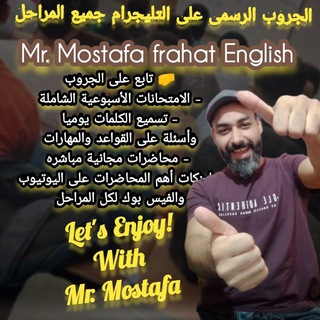 الجروب الرسمى على التليجرام جميع المراحل
Mr. Mostafa frahat English
تابع على الجروب
- الامتحانات الأسبوعية الشاملة
- تسميع الكلمات يوميا
وأسئلة على القواعد والمهارات
- محاضرات مجانية مباشره
أهم المحاضرات على اليوتيوب
والفيس بوك لكل المراحل
Let's Enjoy!
With
Mr. Mostafa